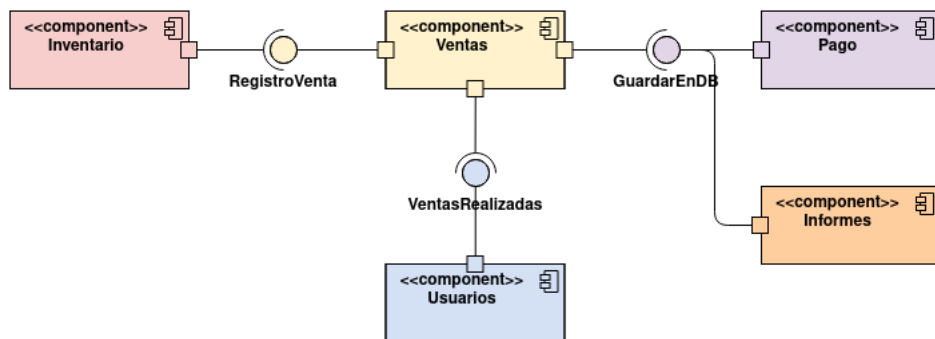 <<component>>
Inventario
RegistroVenta
<<component>>
Ventas
GuardarEnDB
<<component>>
Pago
VentasRealizadas
<<component>>
Informes
<<component>>
Usuarios